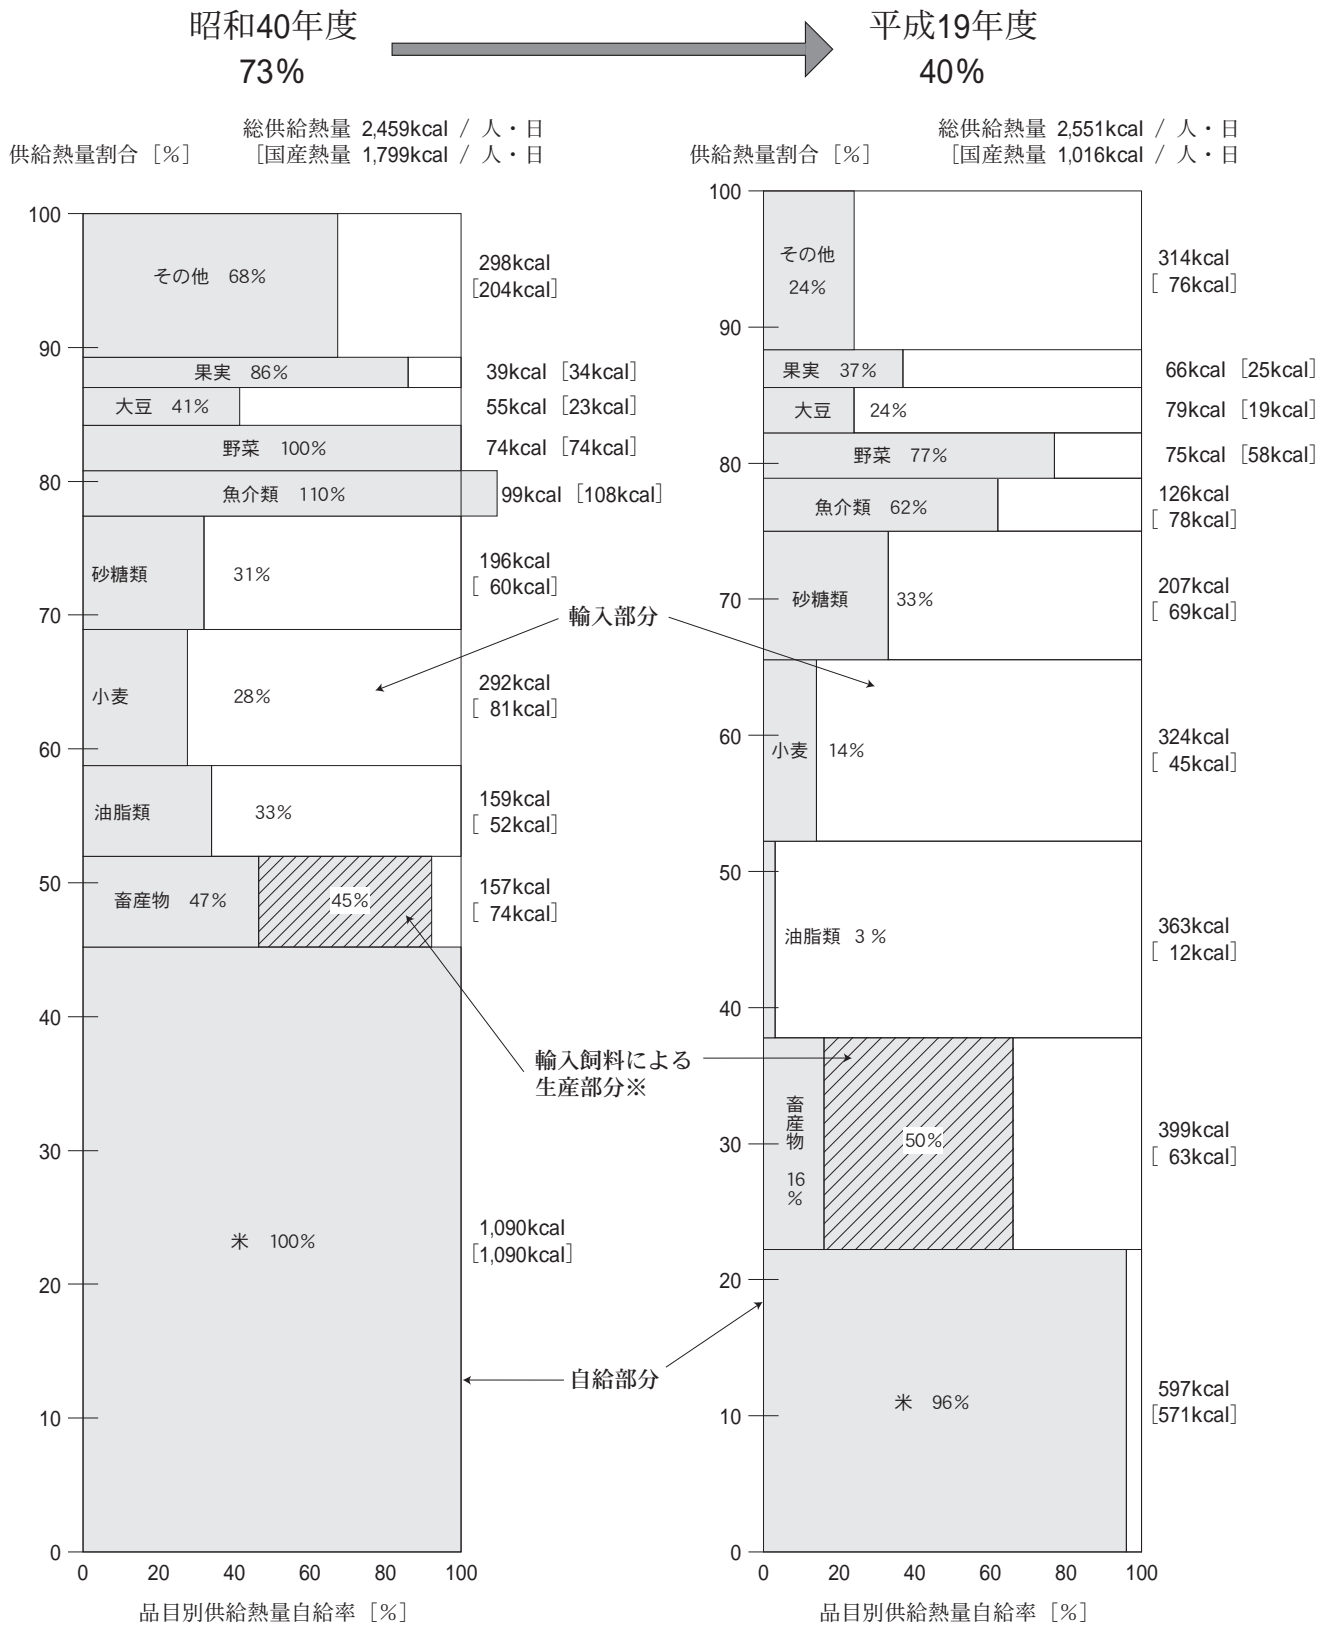 昭和40年度
73%
平成19年度
40%
総供給熱量 2,459kcal / 人・日
供給熱量割合［%］
［国産熱量 1,799kcal / 人・日
100
90
80
70
60
50
40
30
20
10
0
その他 68%
298kcal
［204kcal］
果実 86%
39kcal［34kcal］
大豆 41%
55kcal［23kcal］
野菜 100%
74kcal［74kcal］
魚介類 110%
99kcal［108kcal］
砂糖類 31%
196kcal
［ 60kcal］
小麦 28%
292kcal
［ 81kcal］
油脂類 33%
159kcal
［ 52kcal］
畜産物 47%
45%
157kcal
［ 74kcal］
米 100%
1,090kcal
［1,090kcal］
0 20 40 60 80 100
品目別供給熱量自給率［%］
輸入部分
輸入飼料による
生産部分※
自給部分
総供給熱量 2,551kcal / 人・日
供給熱量割合［%］
［国産熱量 1,016kcal / 人・日
100
90
80
70
60
50
40
30
20
10
0
その他
24%
314kcal
［ 76kcal］
果実 37%
66kcal［25kcal］
大豆 24%
79kcal［19kcal］
野菜 77%
75kcal［58kcal］
魚介類 62%
126kcal
［ 78kcal］
砂糖類 33%
207kcal
［ 69kcal］
小麦 14%
324kcal
［ 45kcal］
油脂類 3 %
363kcal
［ 12kcal］
畜産物
16
%
50%
399kcal
［ 63kcal］
米 96%
597kcal
［571kcal］
0 20 40 60 80 100
品目別供給熱量自給率［%］